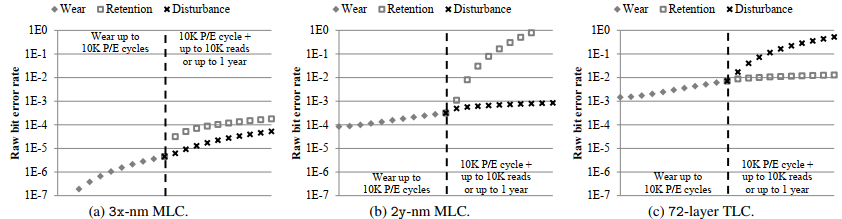 Wear Retention Disturbance
Raw bit error rate
1E0
1E-1
1E-2
1E-3
1E-4
1E-5
1E-6
1E-7
Wear up to
10K P/E cycles
10K P/E cycle +
up to 10K reads
or up to 1 year
(a) 3x-nm MLC.
Wear Retention Disturbance
Raw bit error rate
1E0
1E-1
1E-2
1E-3
1E-4
1E-5
1E-6
1E-7
Wear up to
10K P/E cycles
10K P/E cycle +
up to 10K reads
or up to 1 year
(b) 2y-nm MLC.
Wear Retention Disturbance
Raw bit error rate
1E0
1E-1
1E-2
1E-3
1E-4
1E-5
1E-6
1E-7
Wear up to
10K P/E cycles
10K P/E cycle +
up to 10K reads
or up to 1 year
(c) 72-layer TLC.